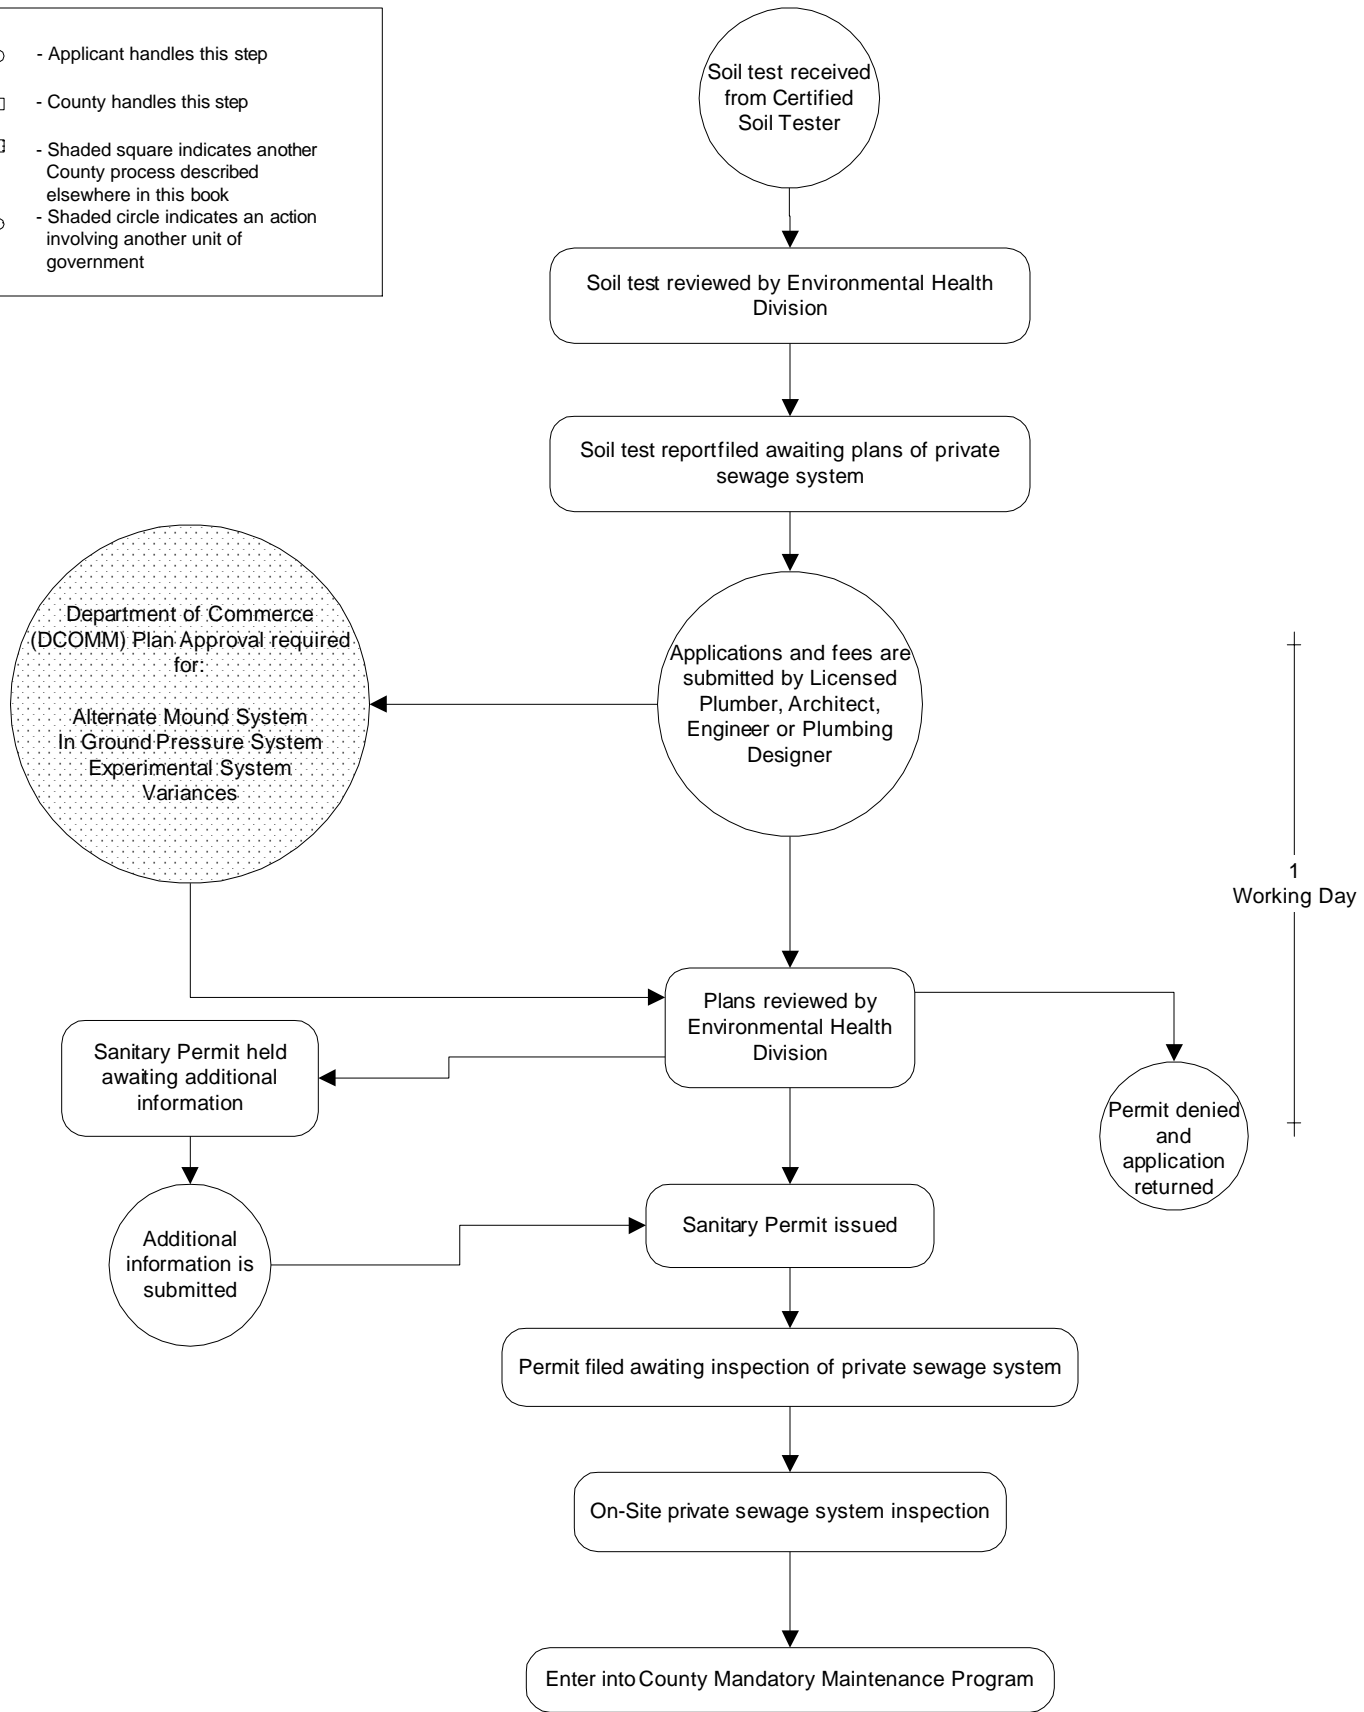 - Applicant handles this step
- County handles this step
- Shaded square indicates another
County process described
elsewhere in this book
- Shaded circle indicates an action
involving another unit of
government
Soil test received
from Certified
Soil Tester
Soil test reviewed by Environmental Health
Division
Soil test reportfiled awaiting plans of private
sewage system
Department of Commerce
(DCOMM) Plan Approval required
for:
Alternate Mound System
In Ground Pressure System
Experimental System
Variances
Applications and fees are
submitted by Licensed
Plumber, Architect,
Engineer or Plumbing
Designer
1
Working Day
Plans reviewed by
Environmental Health
Division
Sanitary Permit held
awaiting additional
information
Permit denied
and
application
returned
Additional
information is
submitted
Sanitary Permit issued
Permit filed awaiting inspection of private sewage system
On-Site private sewage system inspection
Enter into County Mandatory Maintenance Program